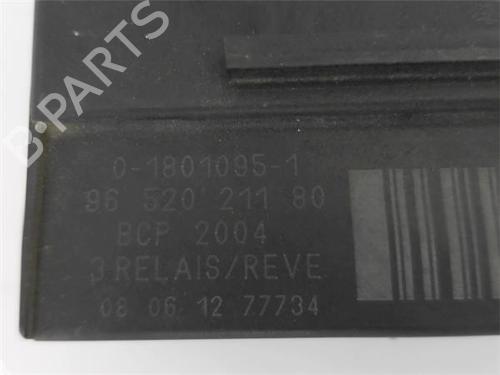 B-PARTS
0-1801095-1
96 520 211 80
BCP 2004
3 RELAIS/REVE
08 06 12 77734